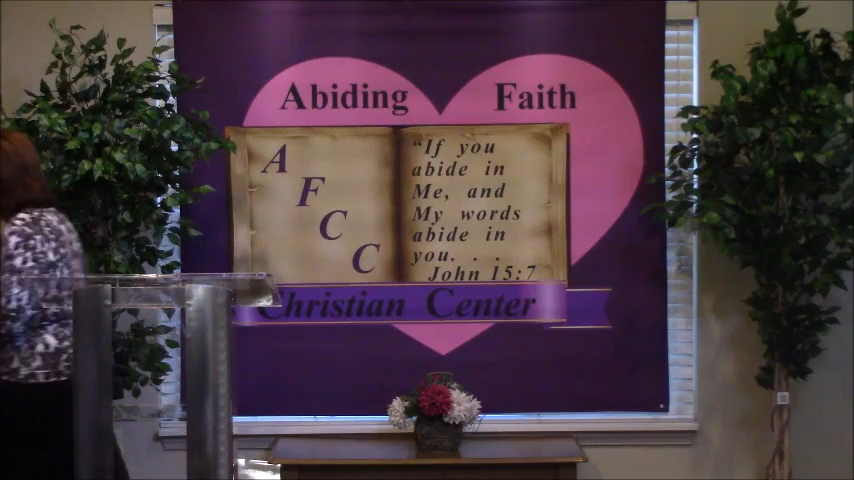 Abiding Faith
A
F
C
C
“If you
abide in
Me, and
My words
abide in
you. . .
John 15:7
Christian Center